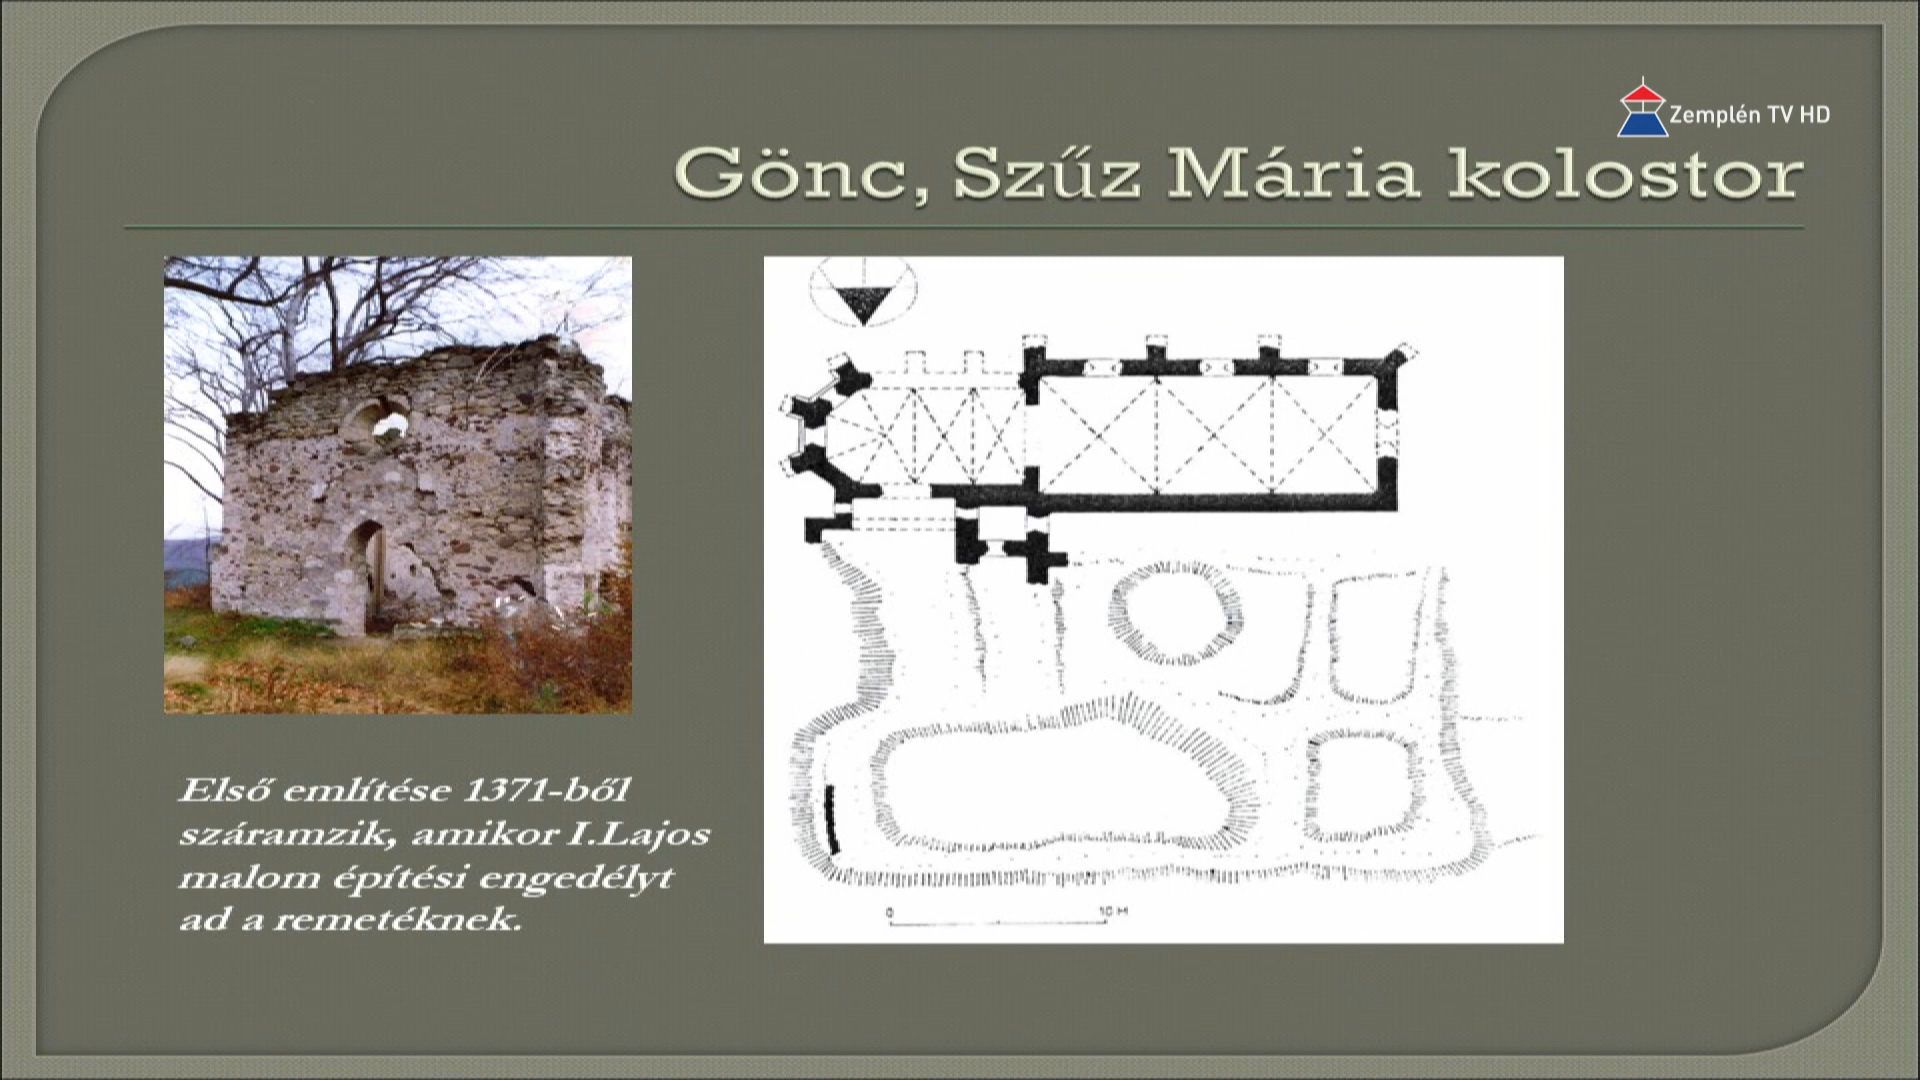 Zemplén TV HD
Gönc, Szűz Mária kolostor
Első említése 1371-ből
száramzik, amikor I.Lajos
malom építési engedélyt
ad a remetéknek.
0 10 M